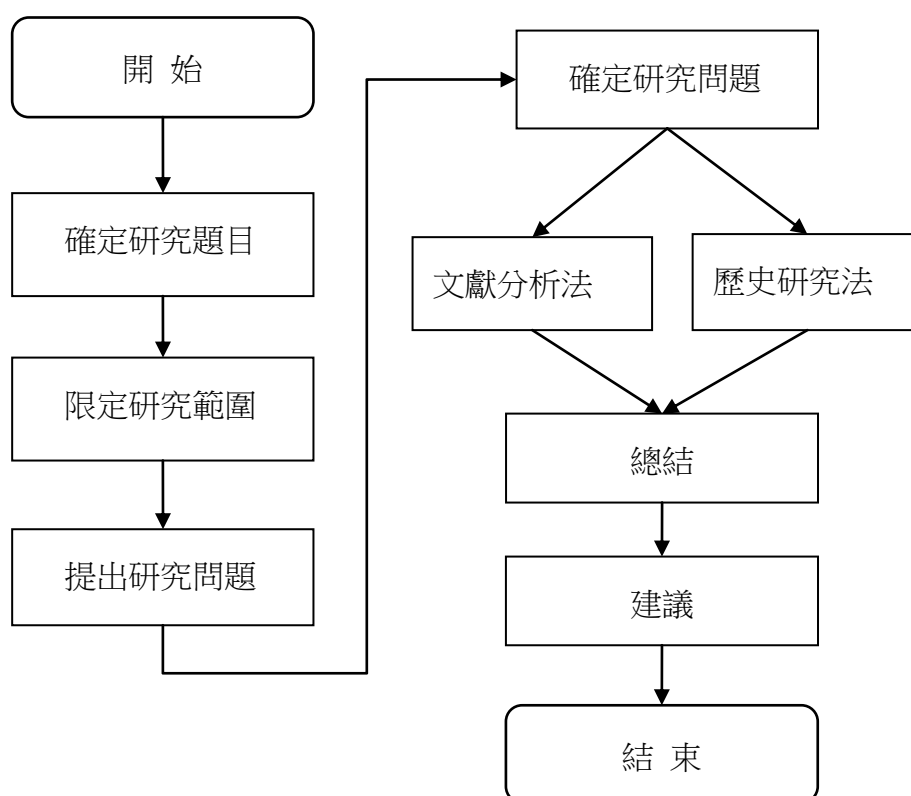 開 始
確定研究題目
限定研究範圍
提出研究問題
確定研究問題
文獻分析法
歷史研究法
總結
建議
結 束